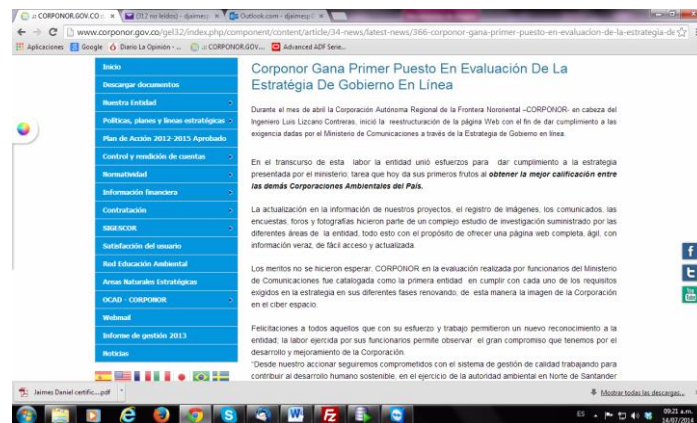 .:: CORPONOR.GOV.CO ::.
(312 no leídos) - djaimesp
Outlook.com - djaimesp@
www.corponor.gov.co/gel32/index.php/component/content/article/34-news/latest-news/366-corponor-gana-primer-puesto-en-evaluacion-de-la-estrategia-de
Aplicaciones Google Diario La Opinión - ... .:: CORPONOR.GOV.... Advanced ADF Serie...
Inicio
Descargar documentos
Nuestra Entidad
Políticas, planes y líneas estratégicas
Plan de Acción 2012-2015 Aprobado
Control y rendición de cuentas
Normatividad
Información financiera
Contratación
SIGESCOR
Satisfacción del usuario
Red Educación Ambiental
Areas Naturales Estratégicas
OCAD - CORPONOR
Webmail
Informe de gestión 2013
Noticias
Corponor Gana Primer Puesto En Evaluación De La
Estratégia De Gobierno En Línea
Durante el mes de abril la Corporación Autónoma Regional de la Frontera Nororiental –CORPONOR- en cabeza del
Ingeniero Luis Lizcano Contreras, inició la reestructuración de la página Web con el fin de dar cumplimiento a las
exigencia dadas por el Ministerio de Comunicaciones a través de la Estrategia de Gobierno en línea.
En el transcurso de esta labor la entidad unió esfuerzos para dar cumplimiento a la estrategia
presentada por el ministerio, tarea que hoy da sus primeros frutos al obtener la mejor calificación entre
las demás Corporaciones Ambientales del País.
La actualización en la información de nuestros proyectos, el registro de Imágenes, los comunicados, las
encuestas, foros y fotografías hicieron parte de un complejo estudio de investigación suministrado por las
diferentes áreas de la entidad, todo esto con el propósito de ofrecer una página web completa, ágil, con
información veraz, de fácil acceso y actualizada.
Los meritos no se hicieron esperar, CORPONOR en la evaluación realizada por funcionarios del Ministerio
de Comunicaciones fue catalogada como la primera entidad en cumplir con cada uno de los requisitos
exigidos en la estrategia en sus diferentes fases renovando, de esta manera la imagen de la Corporación
en el ciber espacio.
Felicitaciones a todos aquellos que con su esfuerzo y trabajo permitieron un nuevo reconocimiento a la
entidad; la labor ejercida por sus funcionarios permite observar el gran compromiso que tenemos por el
desarrollo y mejoramiento de la Corporación.
"Desde nuestro accionar seguiremos comprometidos con el sistema de gestión de calidad trabajando para
contribuir al desarrollo humano sostenible, en el ejercicio de la autoridad ambiental en Norte de Santander
Jaimes Daniel certific....pdf
Mostrar todas las descargas...
ES
09:21 a.m.
14/07/2014